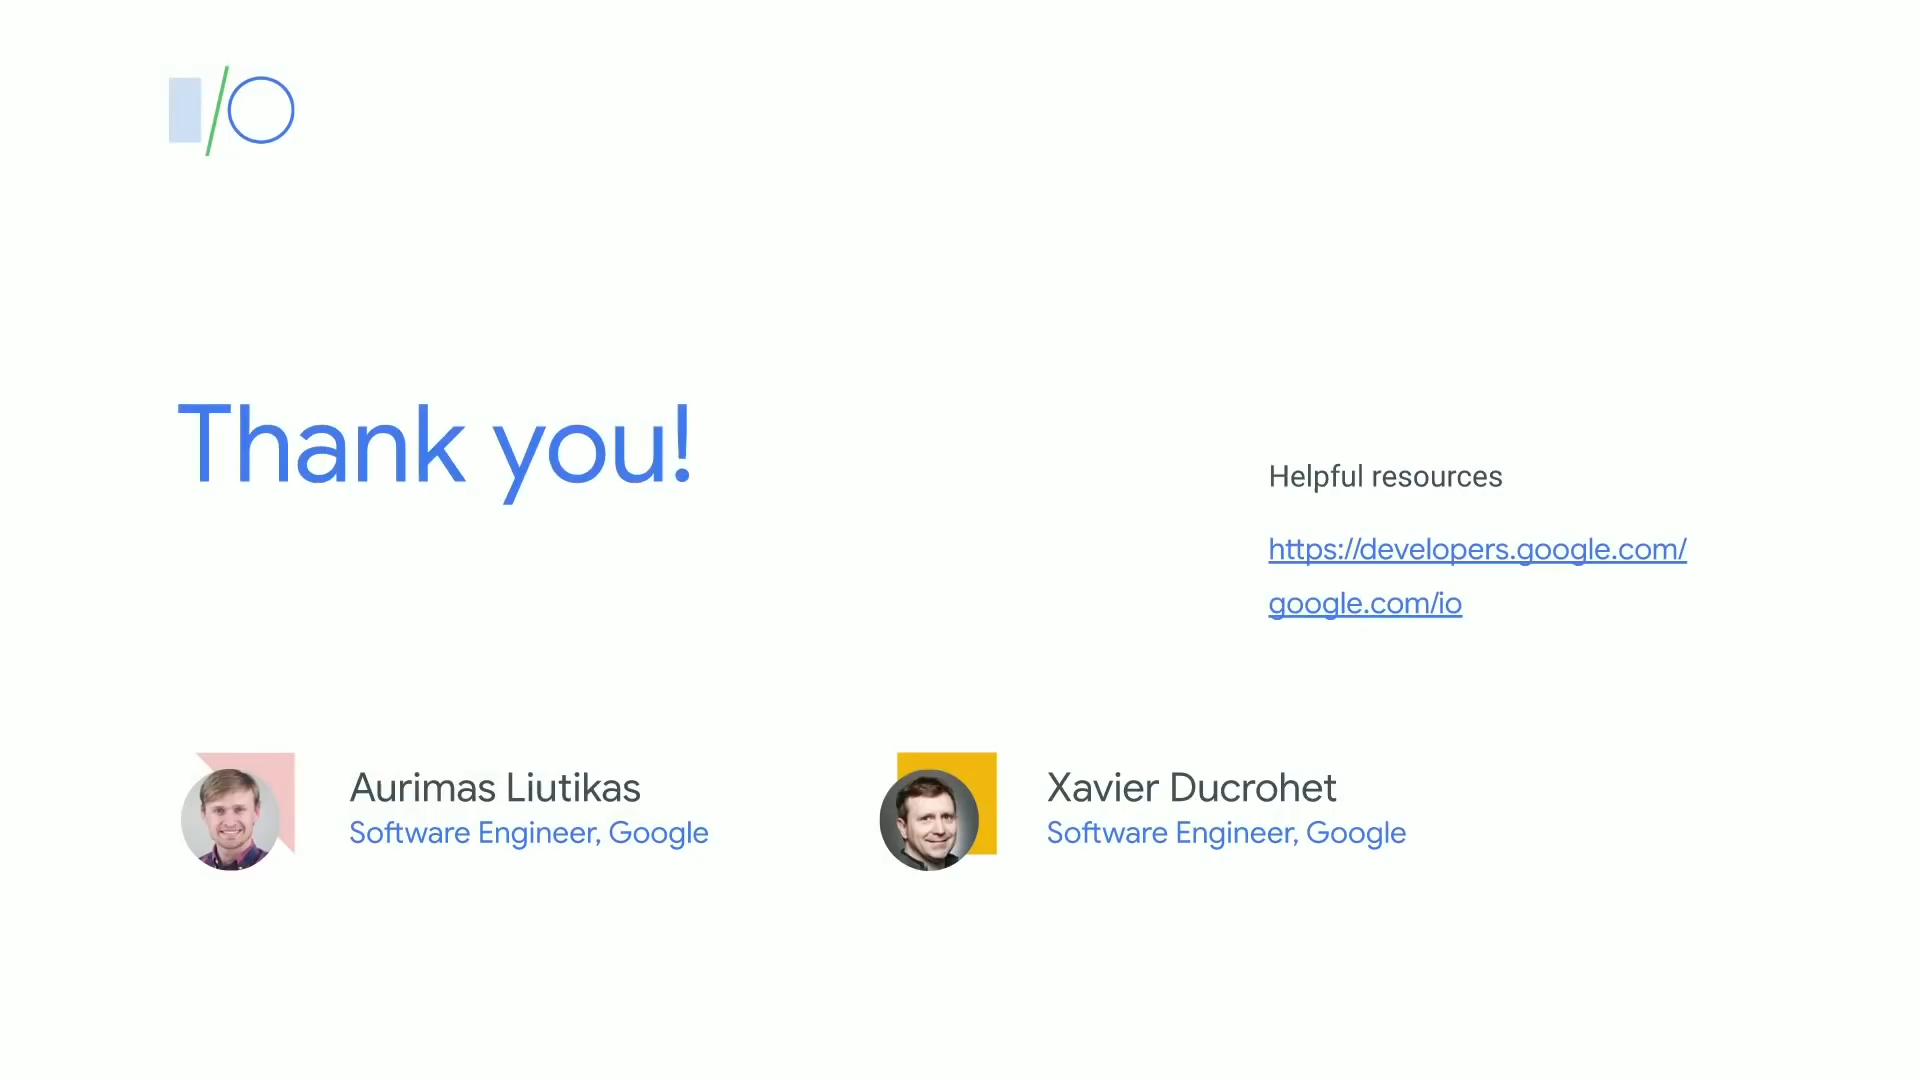 I/O
Thank you!
Helpful resources
https://developers.google.com/
google.com/io
Aurimas Liutikas
Software Engineer, Google
Xavier Ducrohet
Software Engineer, Google